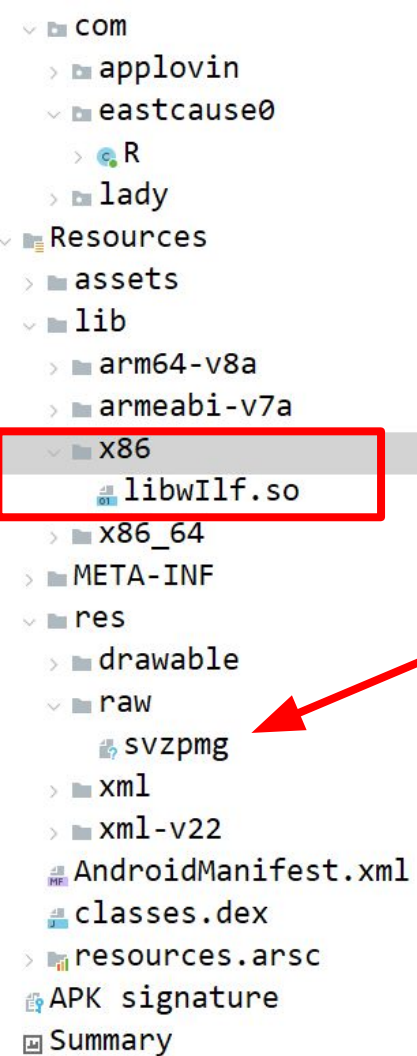 com
applovin
eastcause0
R
lady
Resources
assets
lib
arm64-v8a
armeabi-v7a
x86
libwIlf.so
x86_64
META-INF
res
drawable
raw
svzpmg
xml
xml-v22
AndroidManifest.xml
classes.dex
resources.arsc
APK signature
Summary